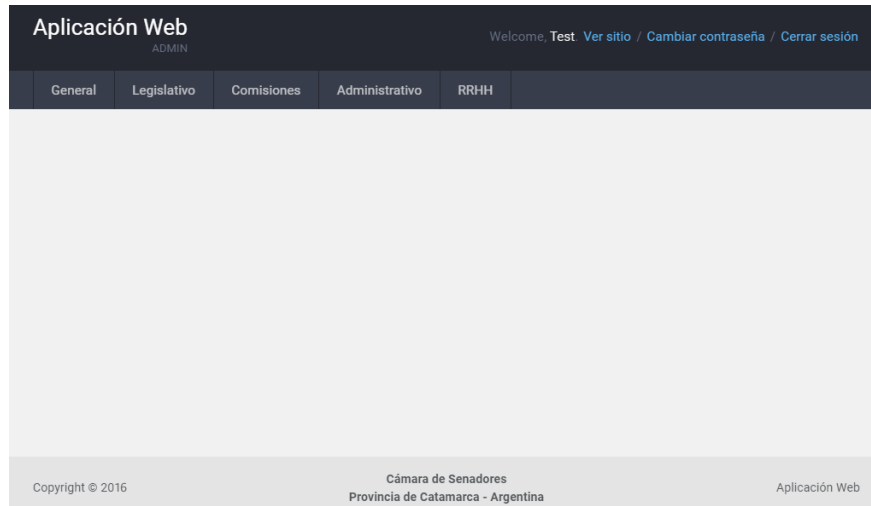 Aplicación Web
ADMIN
Welcome, Test. Ver sitio / Cambiar contraseña / Cerrar sesión
General Legislativo Comisiones Administrativo RRHH
Copyright © 2016
Cámara de Senadores
Provincia de Catamarca - Argentina
Aplicación Web